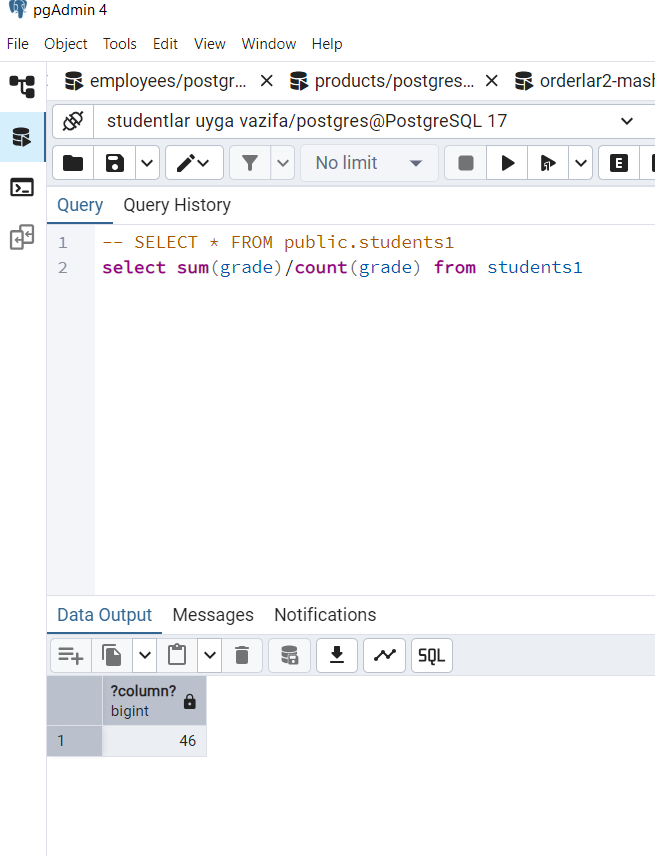 pgAdmin 4
File Object Tools Edit View Window Help
employees/postgr... products/postgres... orderlar2-mash
studentlar uyga vazifa/postgres@PostgreSQL 17
No limit E
Query Query History
1 -- SELECT * FROM public.students1
2 select sum(grade)/count(grade) from students1
Data Output Messages Notifications
SQL
?column?
bigint
1 46